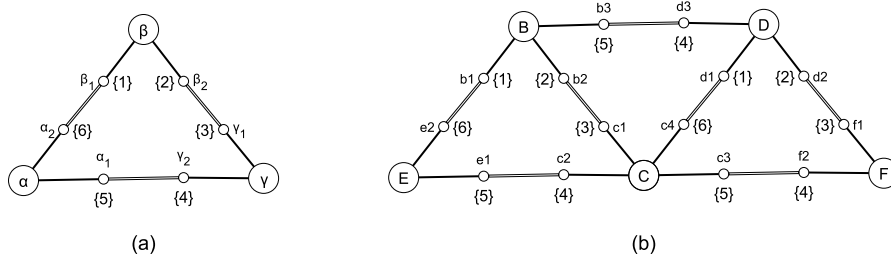 β
β1 {1} {2} β2
α2 {6} {3} γ1
α1 γ2
α γ
{5} {4}
(a)
b3 d3
B D
{5} {4}
b1 {1} {2} b2 d1 {1} {2} d2
e2 {6} {3} c1 c4 {6} {3} f1
e1 c2 c3 f2
E C F
{5} {4} {5} {4}
(b)